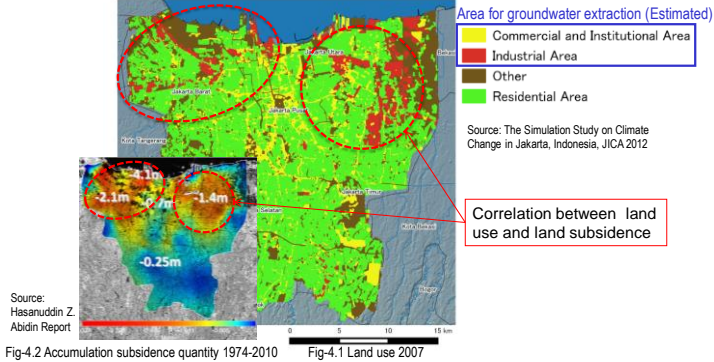 Area for groundwater extraction (Estimated)
Commercial and Institutional Area
Industrial Area
Other
Residential Area
Source: The Simulation Study on Climate
Change in Jakarta, Indonesia, JICA 2012
Jakarta Utara
Bekasi
Jakarta Barat
Jakarta Pusat
Kota Tangerang
Jakarta Timur
Selatan
Kota Bekasi
Bogor
-4.1m
-2.1m
-0.7m
-1.4m
-0.25m
Correlation between land
use and land subsidence
Source:
Hasanuddin Z.
Abidin Report
0 5 10 15 km
Fig-4.2 Accumulation subsidence quantity 1974-2010
Fig-4.1 Land use 2007